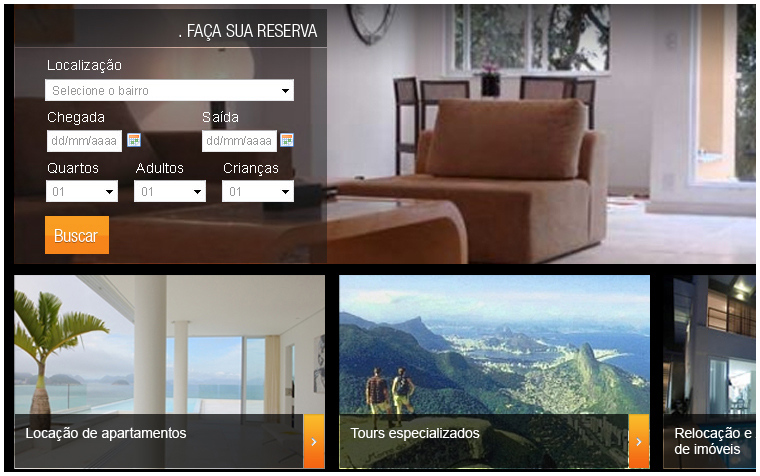 . FAÇA SUA RESERVA
Localização
Selecione o bairro
Chegada Saída
dd/mm/aaaa dd/mm/aaaa
Quartos Adultos Crianças
01 01 01
Buscar
Locação de apartamentos
Tours especializados
Relocação e
de imóveis